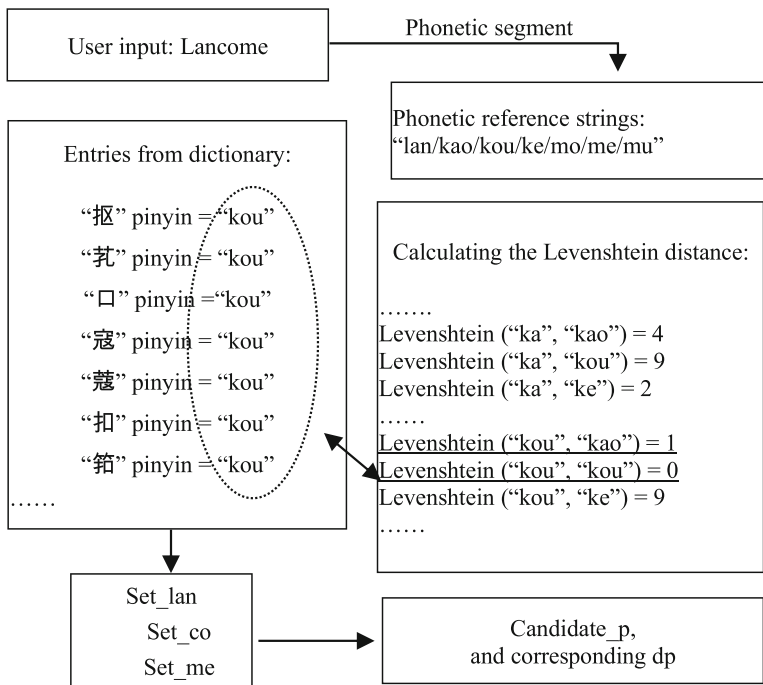 User input: Lancome
Phonetic segment
Phonetic reference strings:
“lan/kao/kou/ke/mo/me/mu”
Entries from dictionary:
“抠” pinyin = “kou”
“芤” pinyin = “kou”
“口” pinyin =“kou”
“寇” pinyin = “kou”
“蔻” pinyin = “kou”
“扣” pinyin = “kou”
“筘” pinyin = “kou”
......
Calculating the Levenshtein distance:
.......
Levenshtein (“ka”, “kao”) = 4
Levenshtein (“ka”, “kou”) = 9
Levenshtein (“ka”, “ke”) = 2
......
Levenshtein (“kou”, “kao”) = 1
Levenshtein (“kou”, “kou”) = 0
Levenshtein (“kou”, “ke”) = 9
......
Set_lan
Set_co
Set_me
Candidate_p,
and corresponding dp